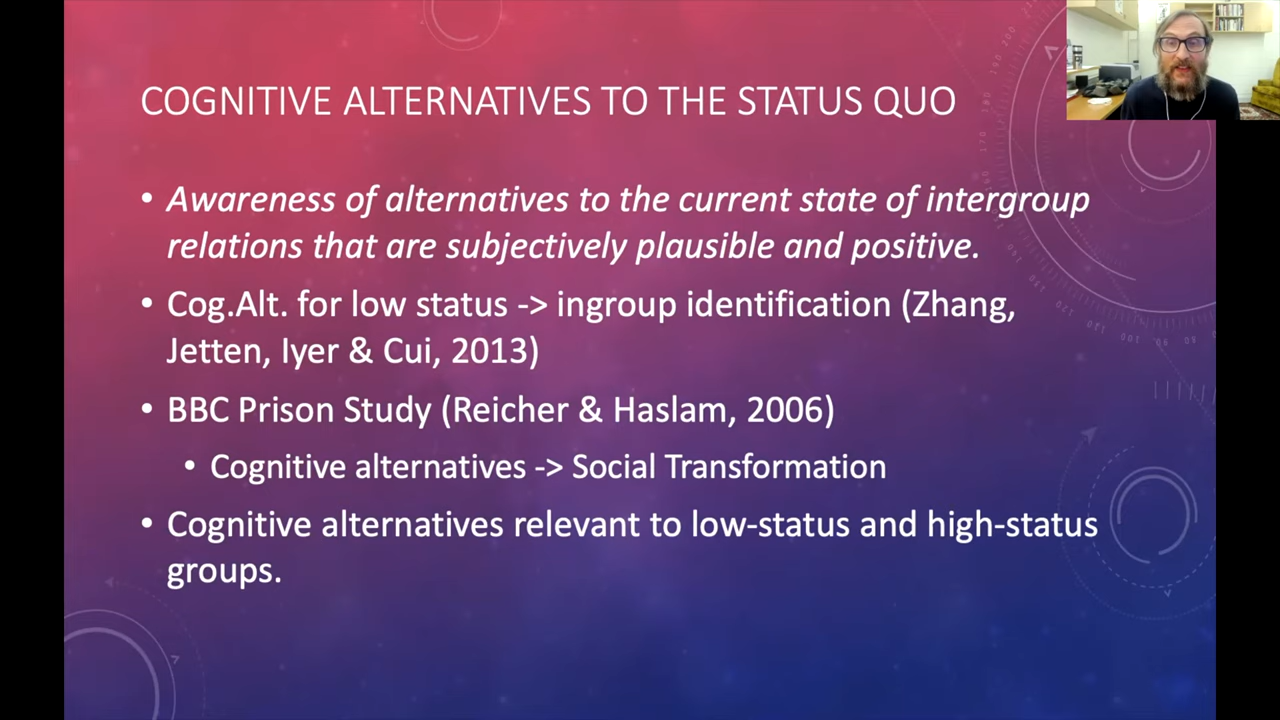 COGNITIVE ALTERNATIVES TO THE STATUS QUO
• Awareness of alternatives to the current state of intergroup
relations that are subjectively plausible and positive.
• Cog.Alt. for low status -> ingroup identification (Zhang,
Jetten, Iyer & Cui, 2013)
• BBC Prison Study (Reicher & Haslam, 2006)
• Cognitive alternatives -> Social Transformation
• Cognitive alternatives relevant to low-status and high-status
groups.